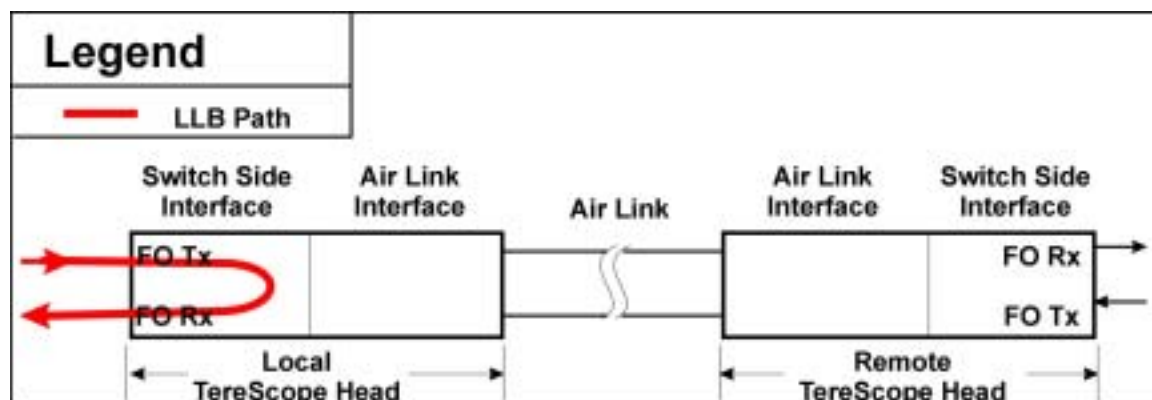 Legend
LLB Path
Switch Side
Interface
Air Link
Interface
Air Link
Air Link
Interface
Switch Side
Interface
FO Tx
FO Rx
FO Rx
FO Tx
Local
TereScope Head
Remote
TereScope Head